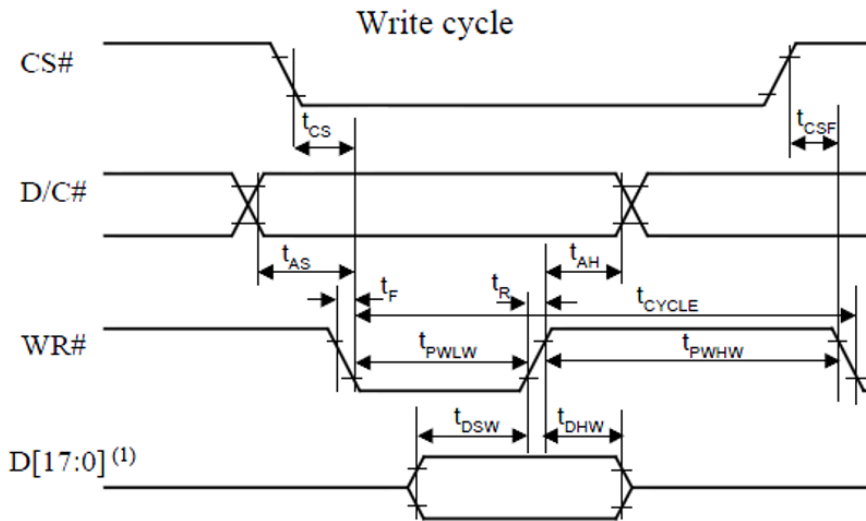 Write cycle
CS#
tCS
tCSF
D/C#
tAS
tAH
tF
tR
tCYCLE
WR#
tPWLW
tPWHW
tDSW
tDHW
D[17:0] (1)